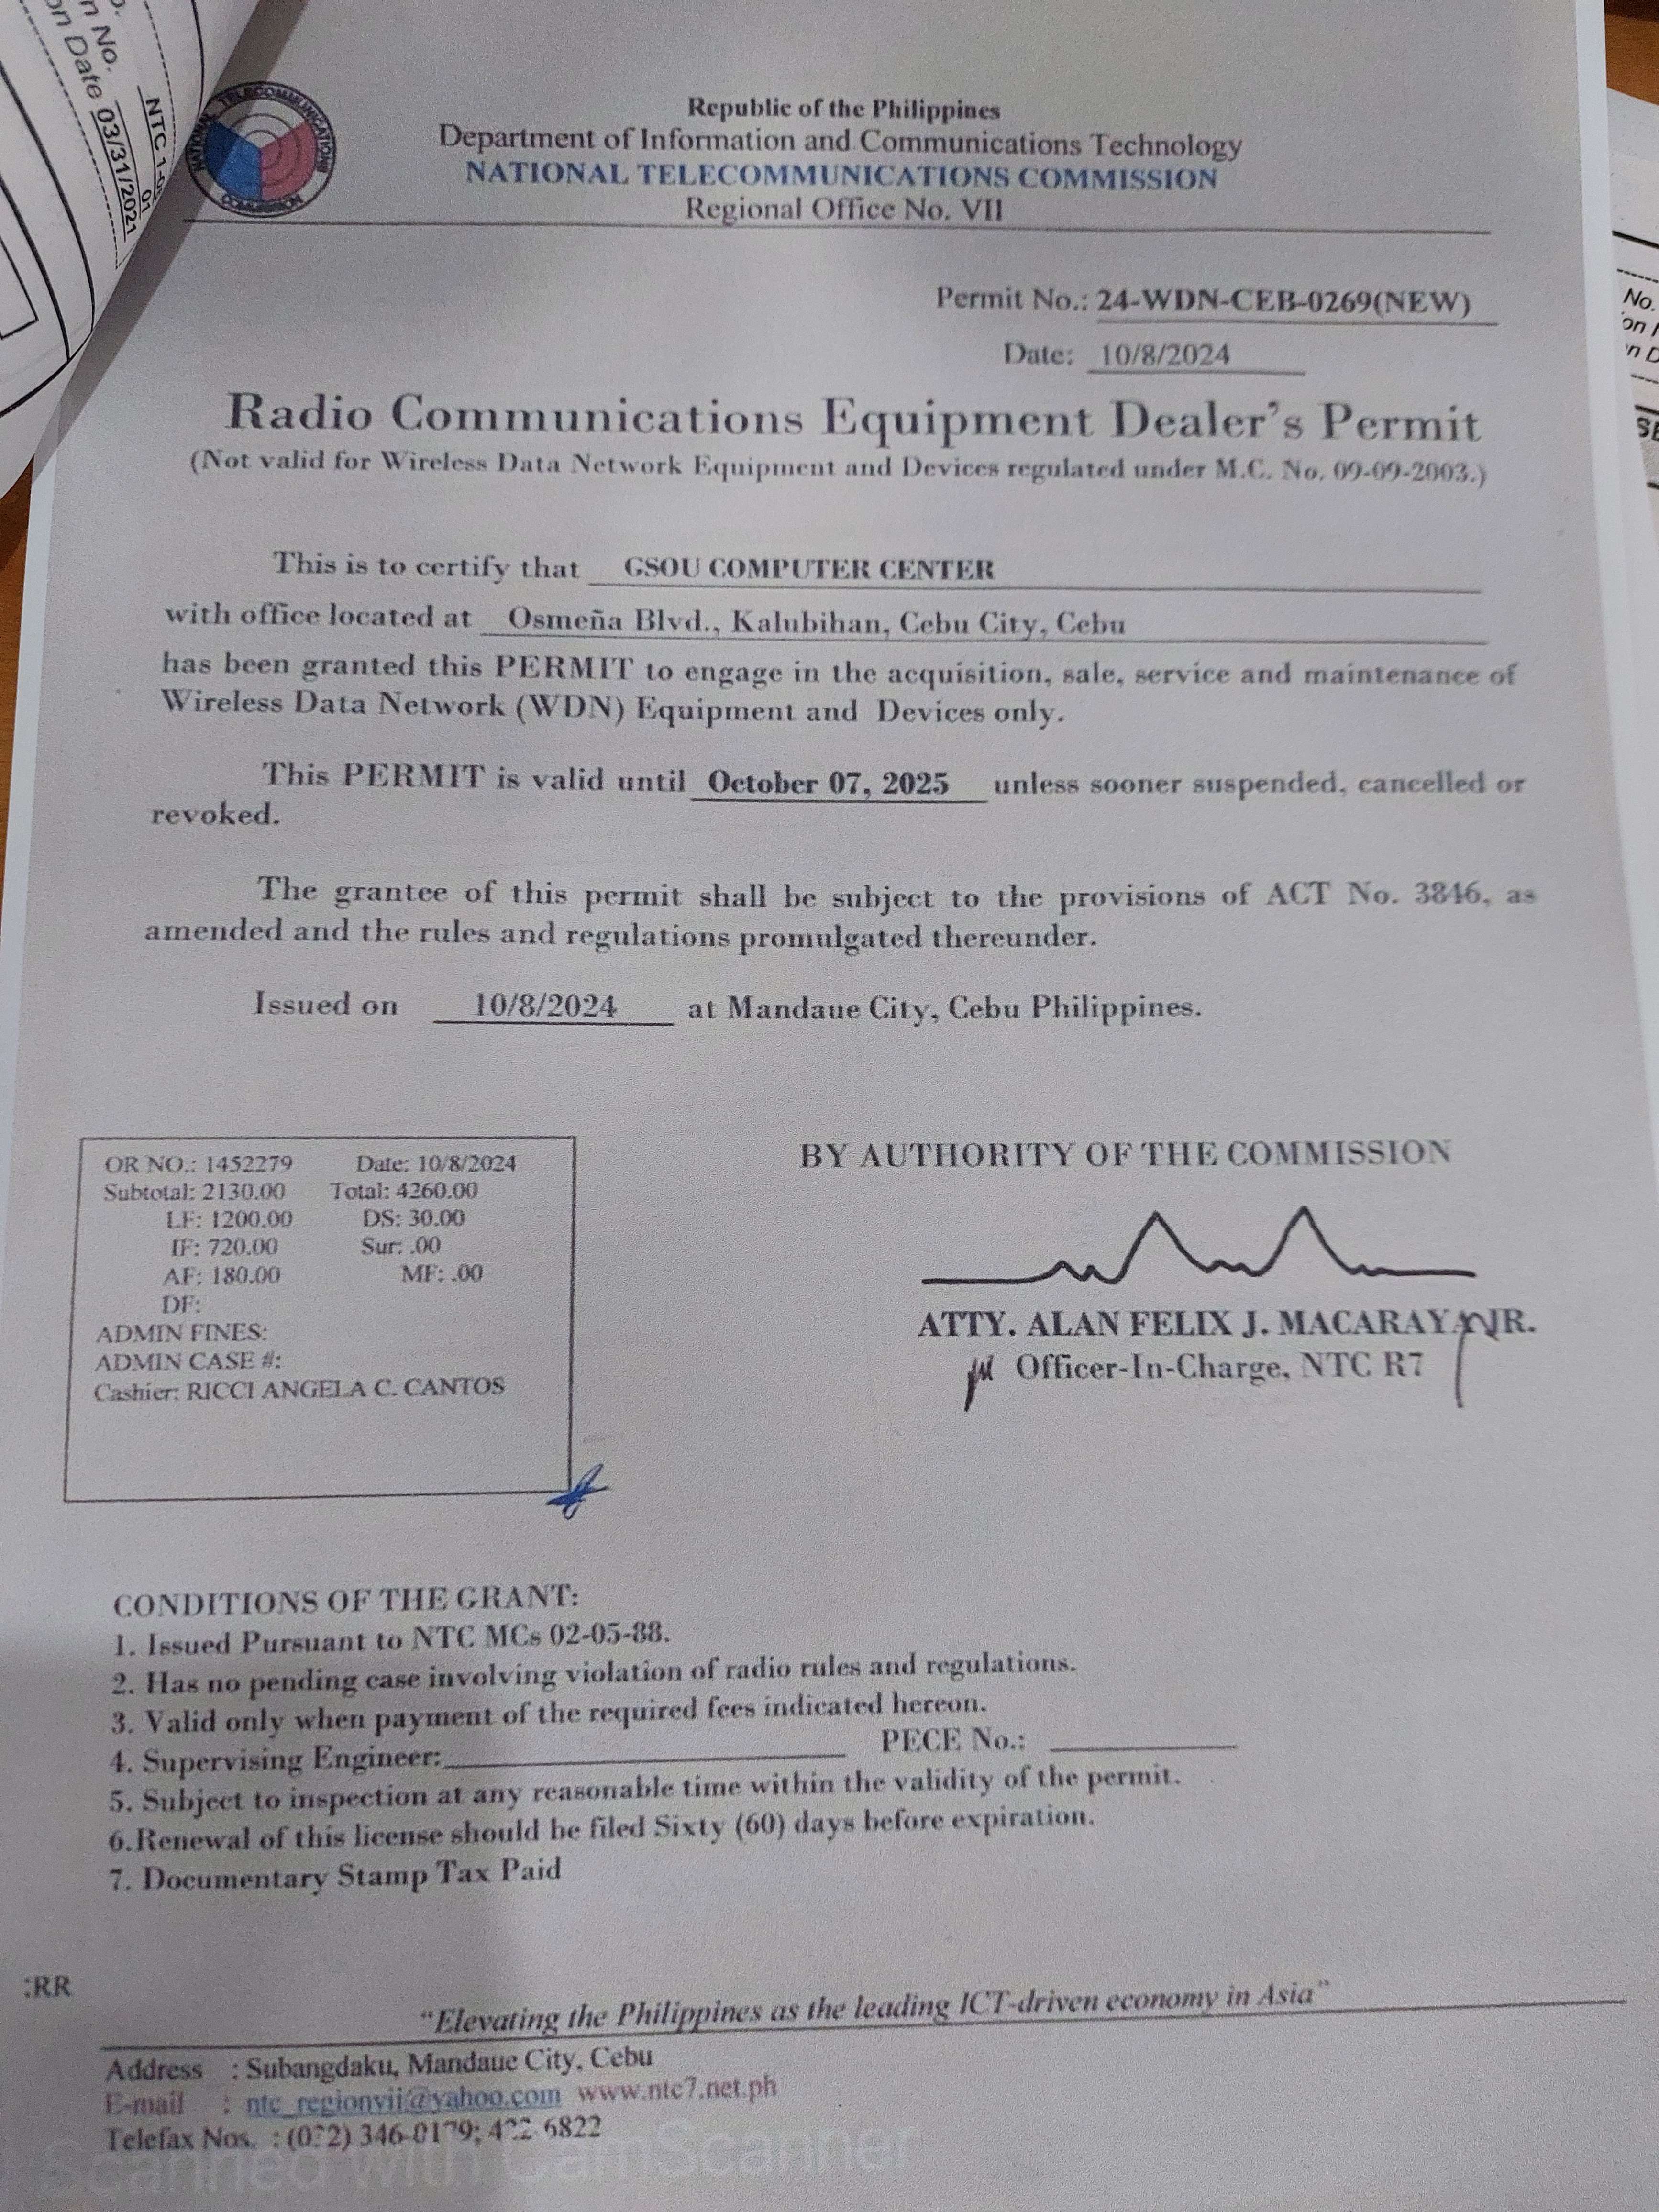 n No.
on Date 03/31/2021
NTC 1-
01
NATIONAL TELECOMMUNICATIONS COMMISSION
Republic of the Philippines
Department of Information and Communications Technology
NATIONAL TELECOMMUNICATIONS COMMISSION
Regional Office No. VII
Permit No.: 24-WDN-CEB-0269(NEW)
Date: 10/8/2024
Radio Communications Equipment Dealer's Permit
(Not valid for Wireless Data Network Equipment and Devices regulated under M.C. No. 09-09-2003.)
This is to certify that GSOU COMPUTER CENTER
with office located at Osmeña Blvd., Kalubihan, Cebu City, Cebu
has been granted this PERMIT to engage in the acquisition, sale, service and maintenance of
Wireless Data Network (WDN) Equipment and Devices only.
This PERMIT is valid until October 07, 2025 unless sooner suspended, cancelled or
revoked.
The grantee of this permit shall be subject to the provisions of ACT No. 3846, as
amended and the rules and regulations promulgated thereunder.
Issued on 10/8/2024 at Mandaue City, Cebu Philippines.
OR NO.: 1452279 Date: 10/8/2024
Subtotal: 2130.00 Total: 4260.00
LF: 1200.00 DS: 30.00
IF: 720.00 Sur: .00
AF: 180.00 MF: .00
DF:
ADMIN FINES:
ADMIN CASE #:
Cashier: RICCI ANGELA C. CANTOS
BY AUTHORITY OF THE COMMISSION
ATTY. ALAN FELIX J. MACARAYA JR.
Officer-In-Charge, NTC R7
CONDITIONS OF THE GRANT:
1. Issued Pursuant to NTC MCs 02-05-88.
2. Has no pending case involving violation of radio rules and regulations.
3. Valid only when payment of the required fees indicated hereon.
4. Supervising Engineer: PECE No.:
5. Subject to inspection at any reasonable time within the validity of the permit.
6.Renewal of this license should be filed Sixty (60) days before expiration.
7. Documentary Stamp Tax Paid
:RR
"Elevating the Philippines as the leading ICT-driven economy in Asia"
Address : Subangdaku, Mandaue City, Cebu
E-mail : ntc_regionvii@yahoo.com www.ntc7.net.ph
Telefax Nos. :
Scanned with CamScanner
No.